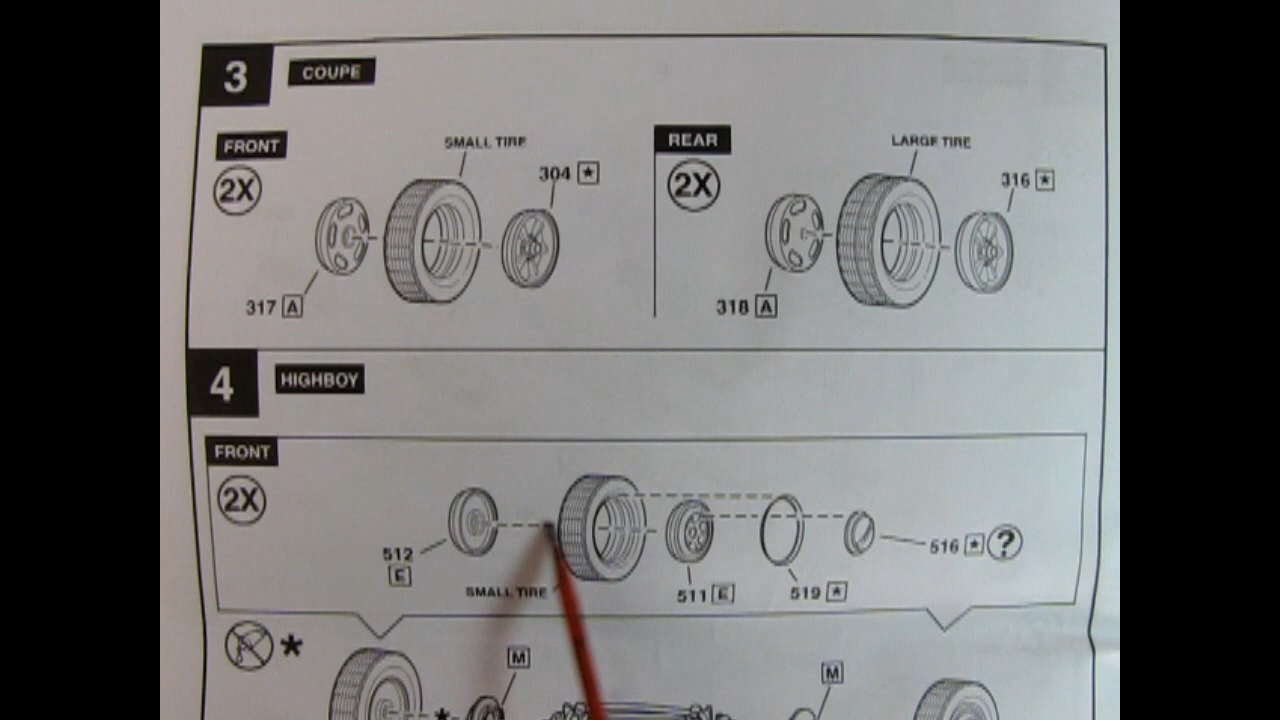 3 COUPE
FRONT
2X
SMALL TIRE
304 ★
317 A
REAR
2X
LARGE TIRE
316 ★
318 A
4 HIGHBOY
FRONT
2X
512
E
SMALL TIRE
511 E
519 ★
516 ★ ?
*
M
M
*